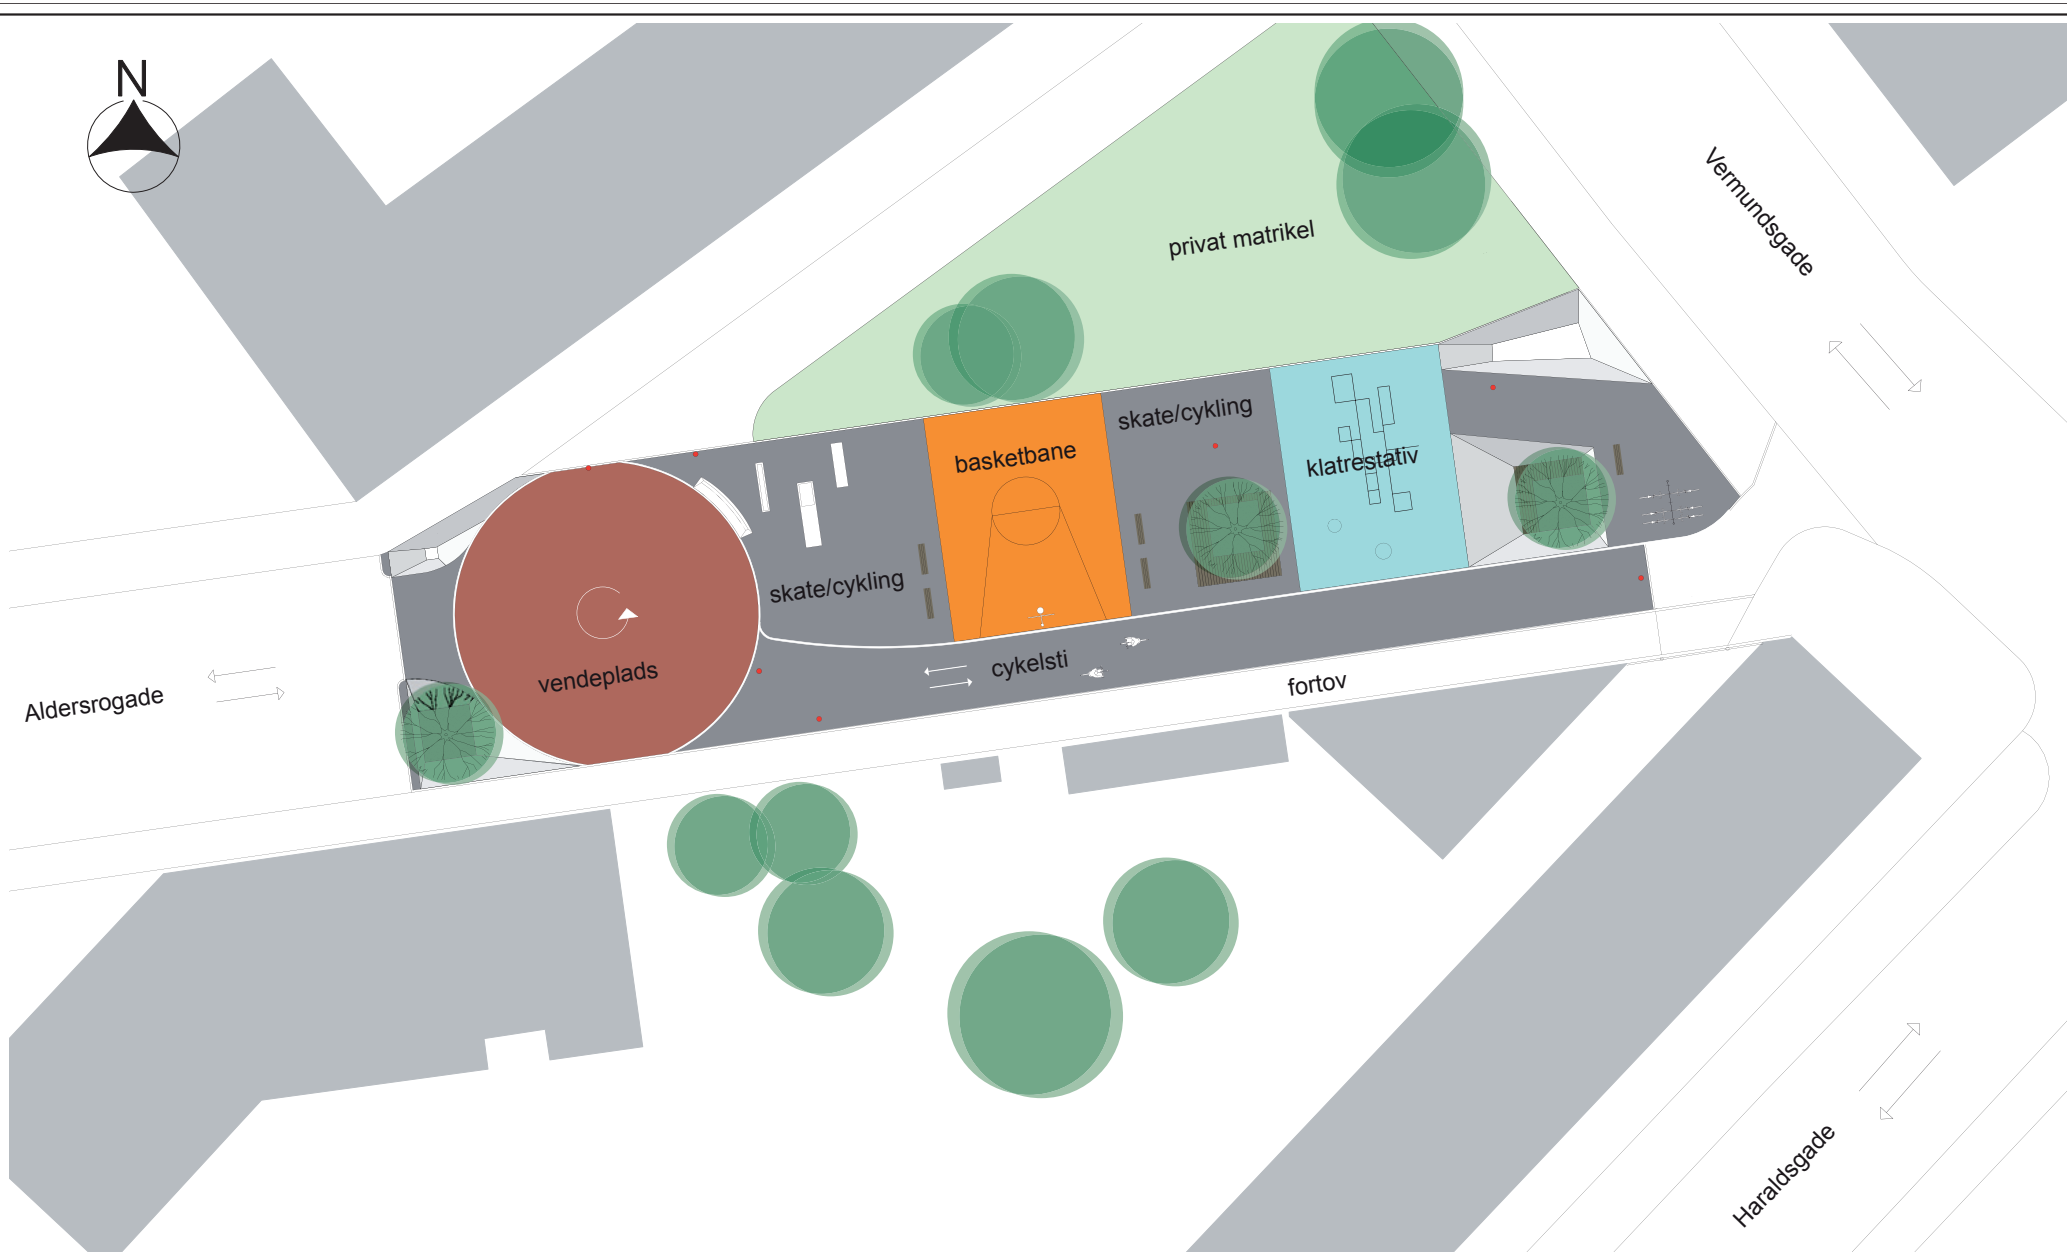 N
Vermundsgade
privat matrikel
skate/cykling
basketbane
klatrestativ
skate/cykling
cykelsti
vendeplads
fortov
Aldersrogade
Haraldsgade